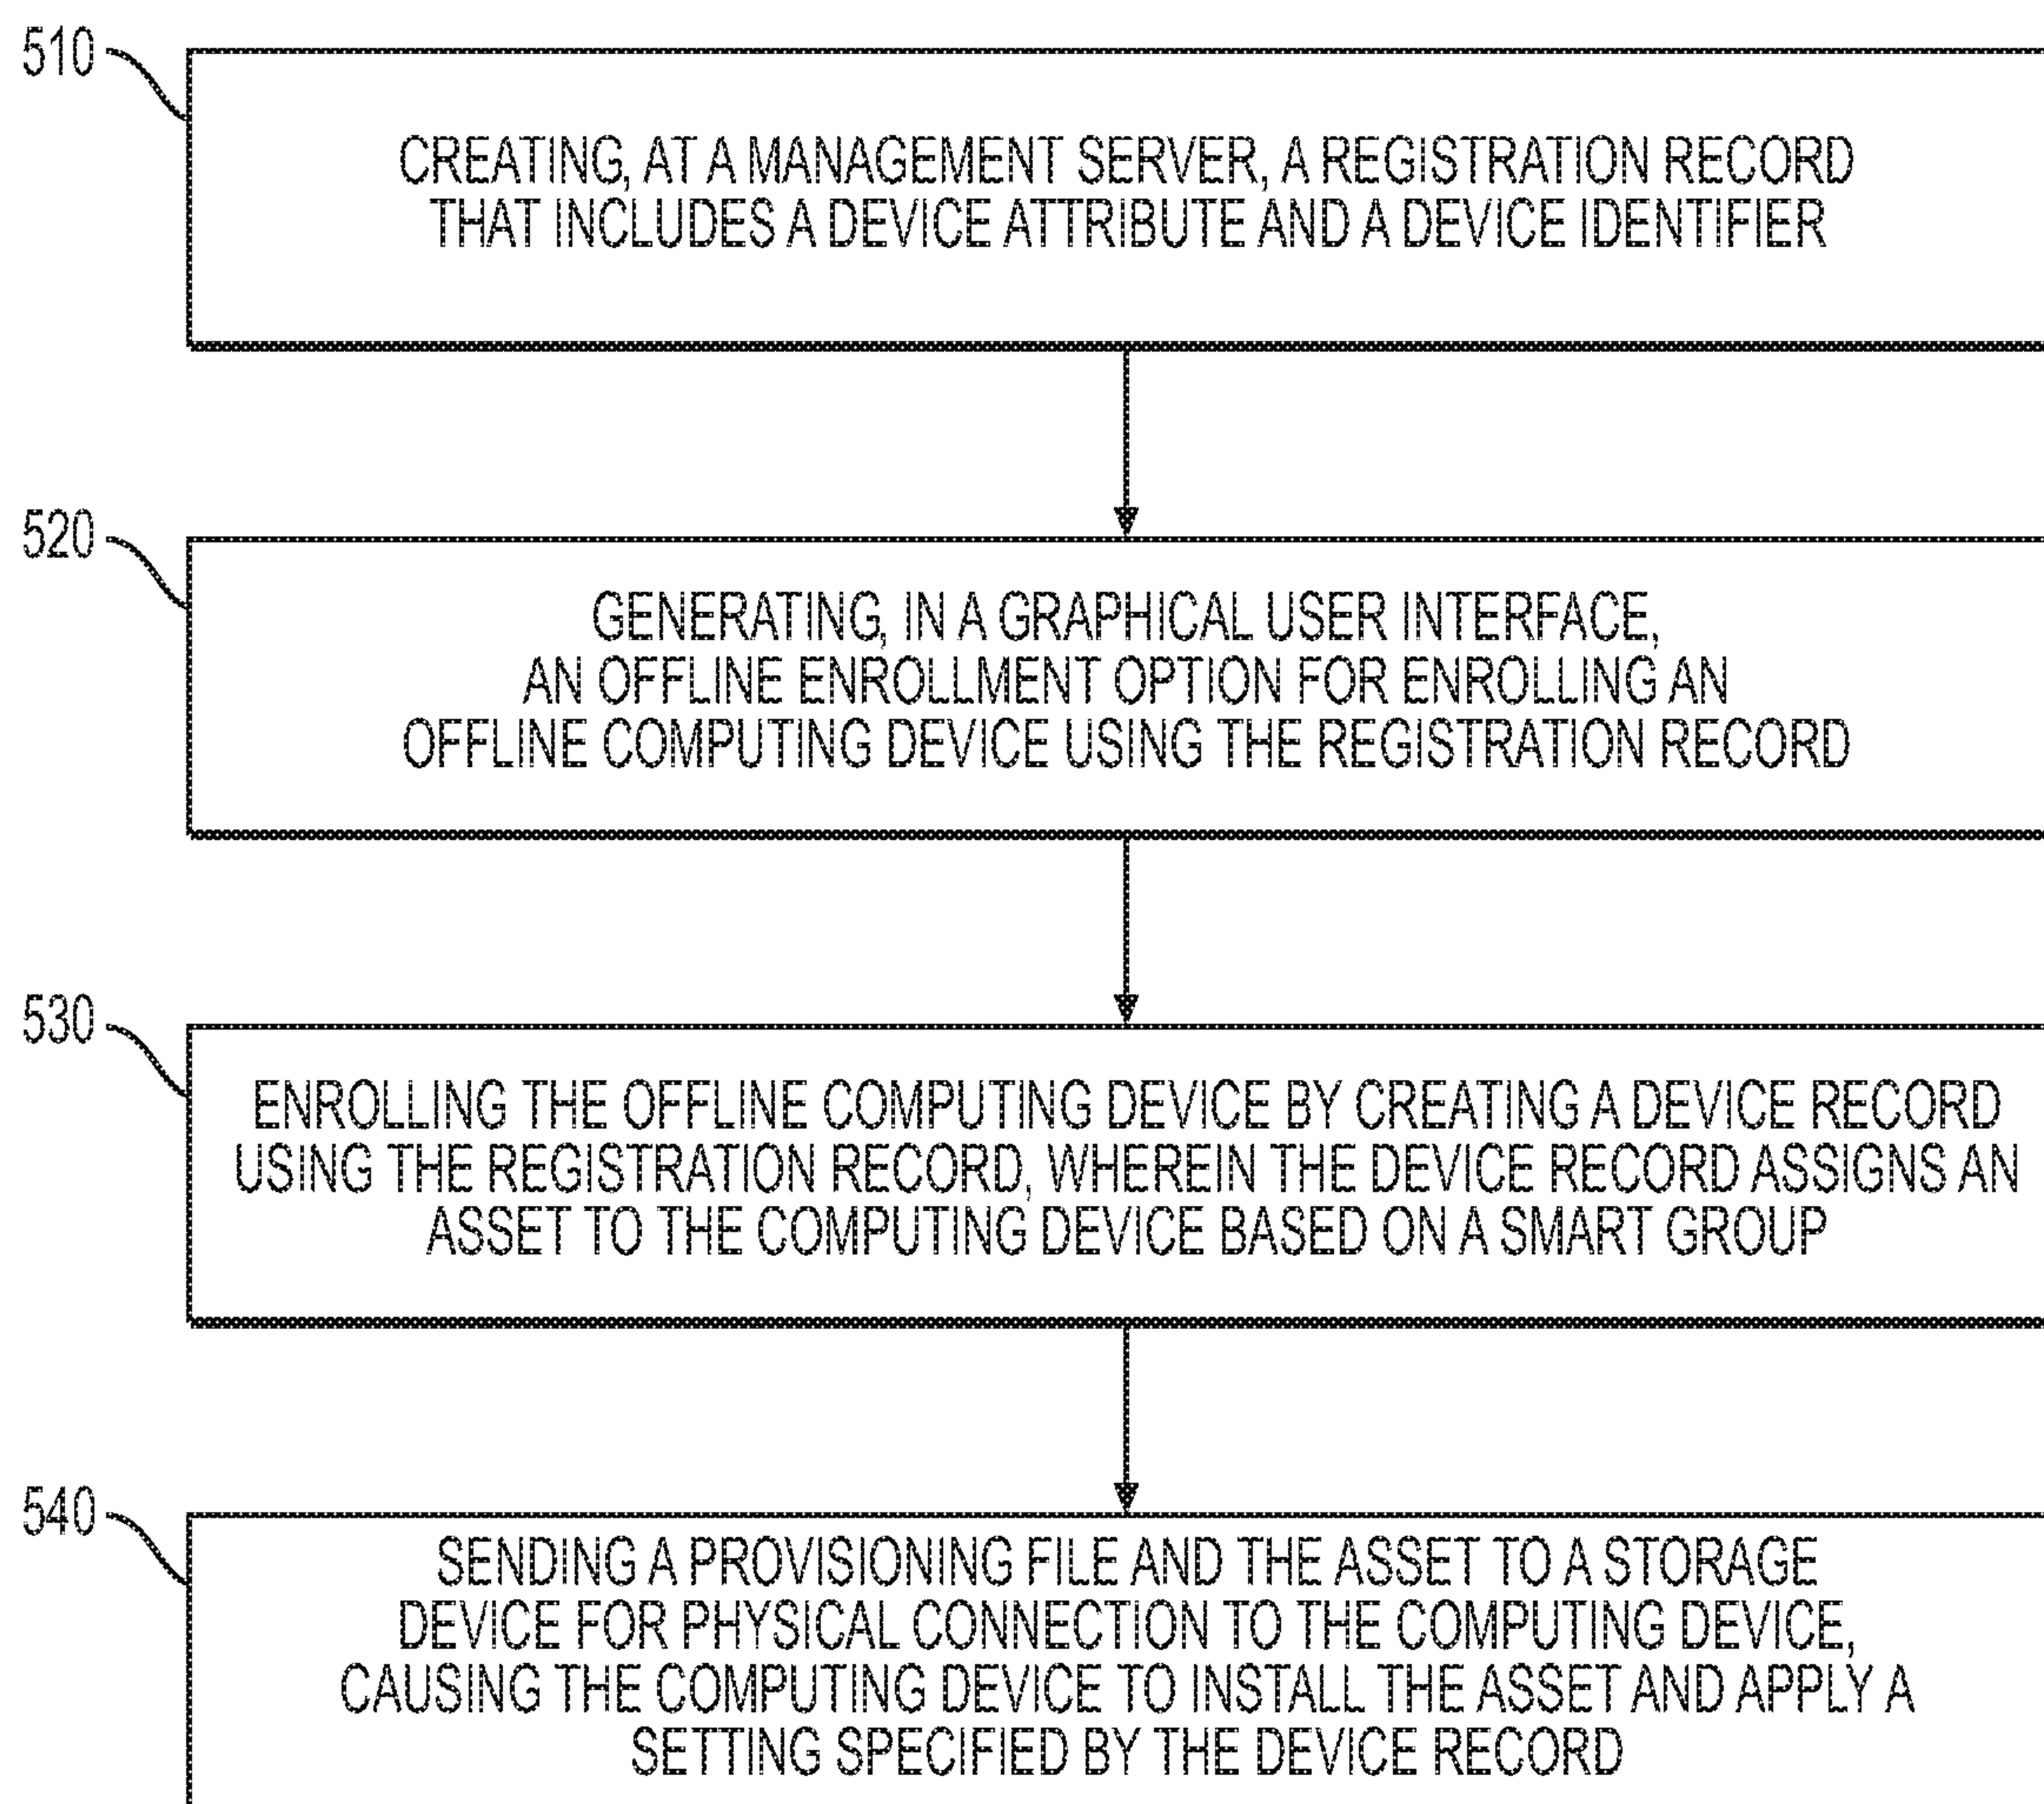 510
CREATING, AT A MANAGEMENT SERVER, A REGISTRATION RECORD
THAT INCLUDES A DEVICE ATTRIBUTE AND A DEVICE IDENTIFIER
520
GENERATING, IN A GRAPHICAL USER INTERFACE,
AN OFFLINE ENROLLMENT OPTION FOR ENROLLING AN
OFFLINE COMPUTING DEVICE USING THE REGISTRATION RECORD
530
ENROLLING THE OFFLINE COMPUTING DEVICE BY CREATING A DEVICE RECORD
USING THE REGISTRATION RECORD, WHEREIN THE DEVICE RECORD ASSIGNS AN
ASSET TO THE COMPUTING DEVICE BASED ON A SMART GROUP
540
SENDING A PROVISIONING FILE AND THE ASSET TO A STORAGE
DEVICE FOR PHYSICAL CONNECTION TO THE COMPUTING DEVICE,
CAUSING THE COMPUTING DEVICE TO INSTALL THE ASSET AND APPLY A
SETTING SPECIFIED BY THE DEVICE RECORD